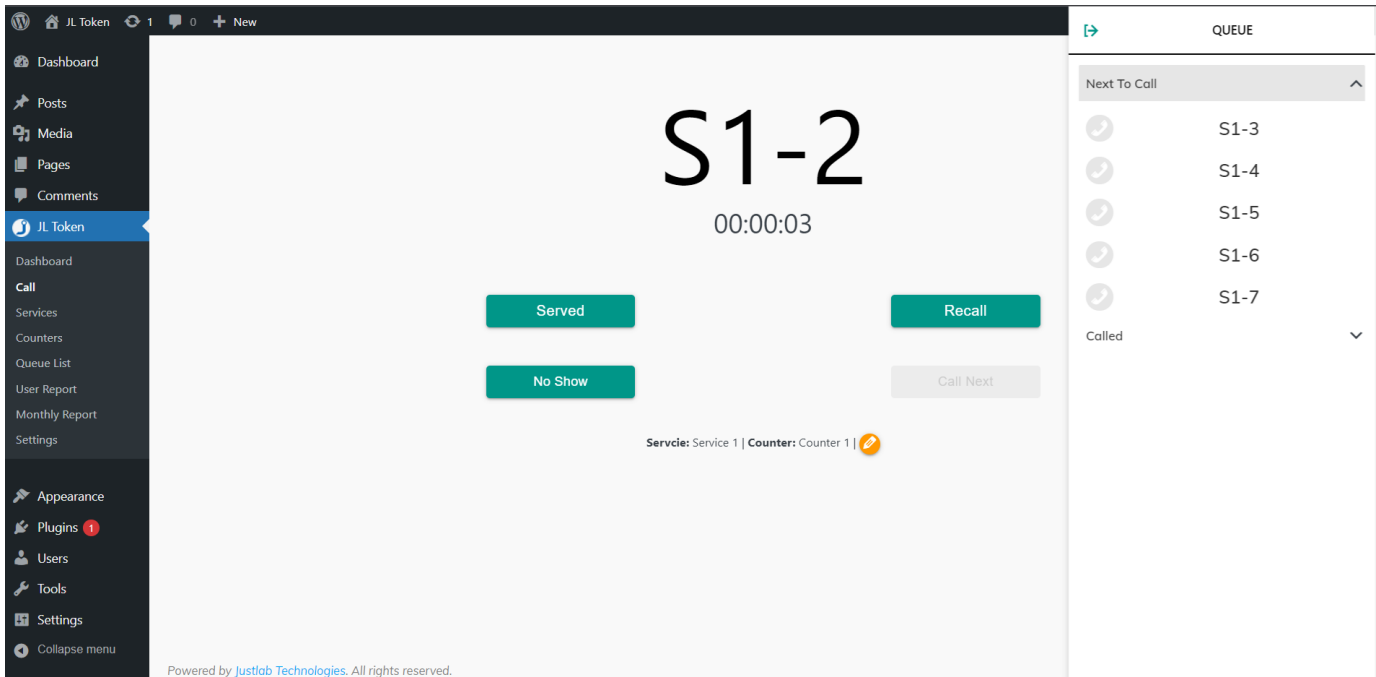 JL Token 1 0 New
Dashboard
Posts
Media
Pages
Comments
JL Token
Dashboard
Call
Services
Counters
Queue List
User Report
Monthly Report
Settings
Appearance
Plugins 1
Users
Tools
Settings
Collapse menu
S1-2
00:00:03
Served
Recall
No Show
Call Next
Servcie: Service 1 | Counter: Counter 1 |
Powered by Justlab Technologies. All rights reserved.
QUEUE
Next To Call
S1-3
S1-4
S1-5
S1-6
S1-7
Called